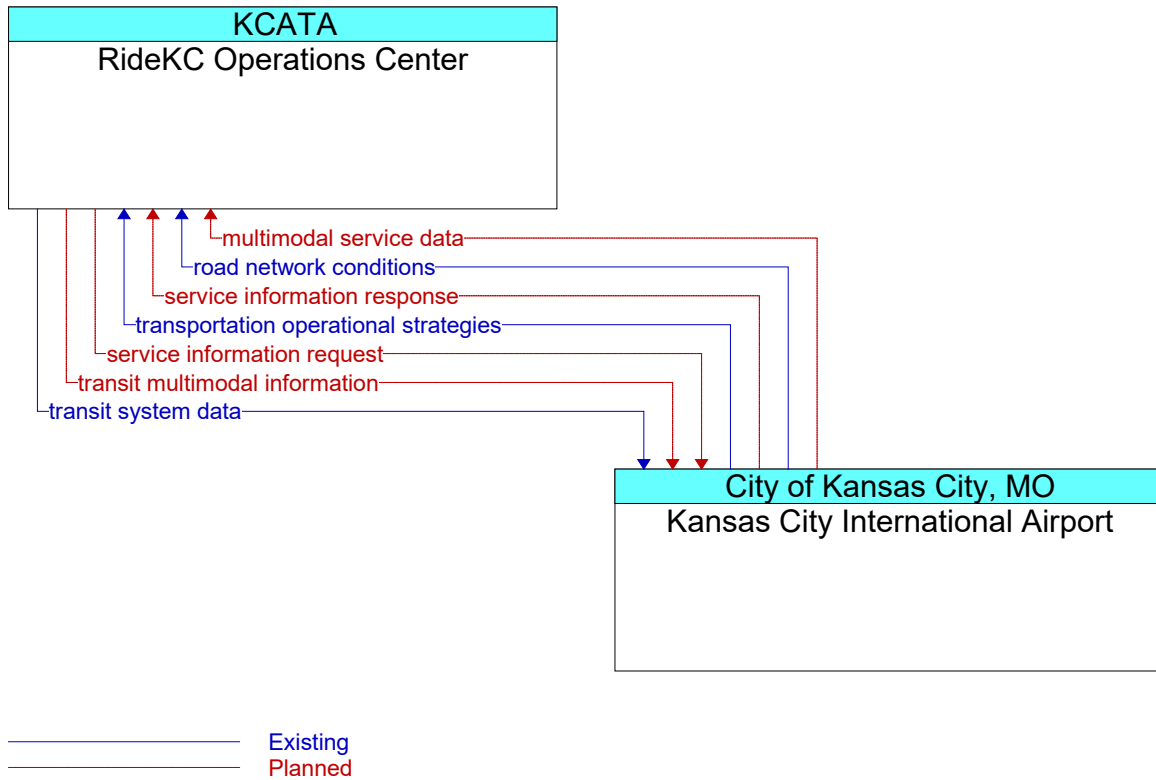 KCATA
RideKC Operations Center
multimodal service data
road network conditions
service information response
transportation operational strategies
service information request
transit multimodal information
transit system data
City of Kansas City, MO
Kansas City International Airport
Existing
Planned